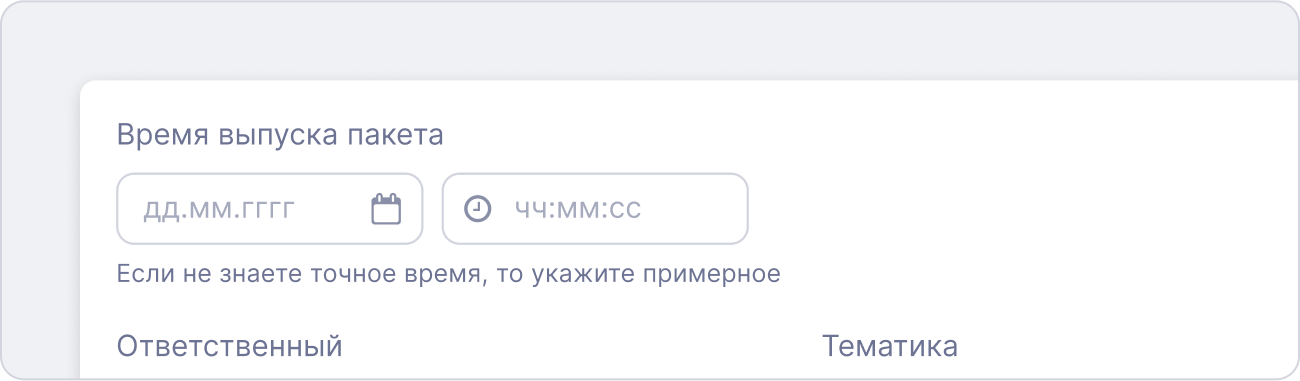 Время выпуска пакета
дд.мм.гггг чч:мм:сс
Если не знаете точное время, то укажите примерное
Ответственный Тематика